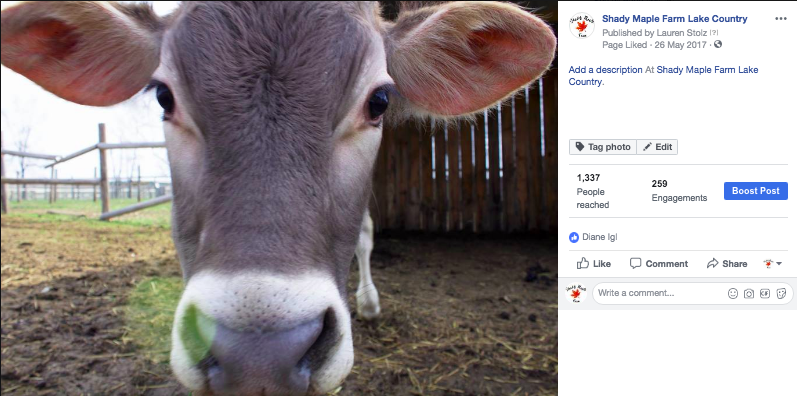 Shady Maple Farm Lake Country
Published by Lauren Stolz [?]
Page Liked · 26 May 2017 ·
Add a description At Shady Maple Farm Lake
Country.
Tag photo Edit
1,337
People
reached
259
Engagements
Boost Post
Diane Igl
Like Comment Share
Write a comment...